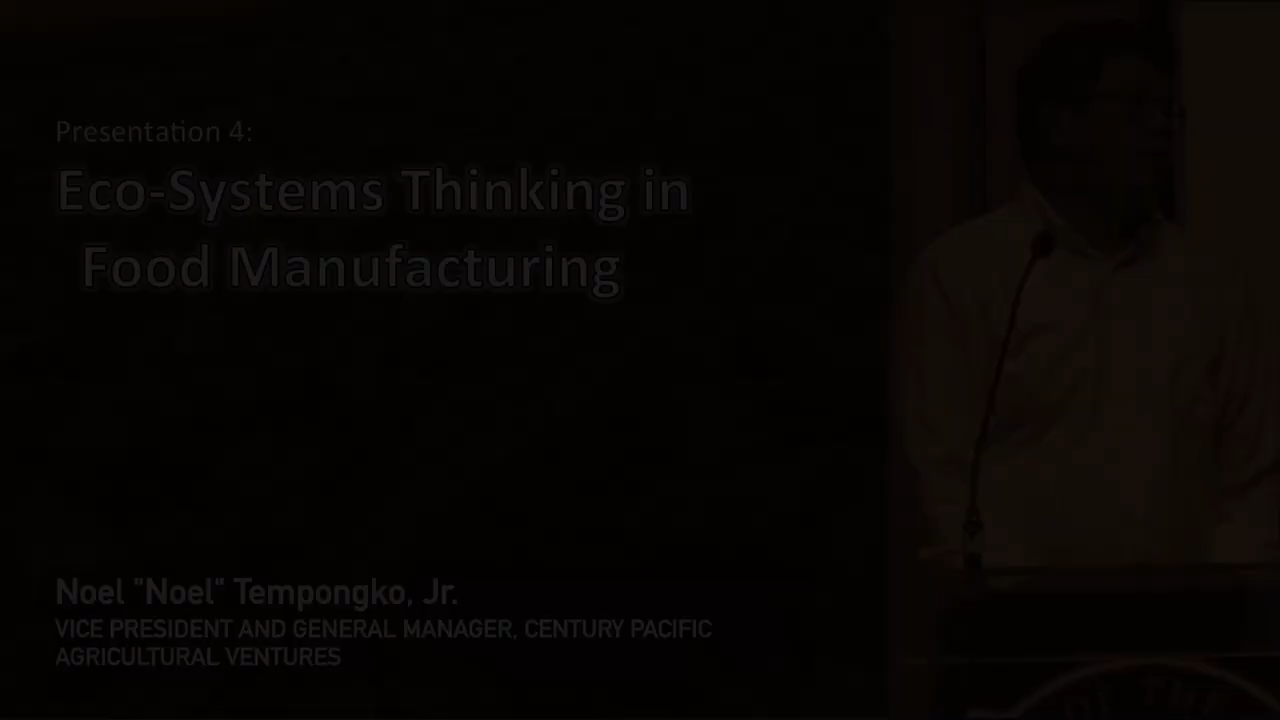 Presentation 4:
Eco-Systems Thinking in
Food Manufacturing
Noel "Noel" Tempongko, Jr.
VICE PRESIDENT AND GENERAL MANAGER, CENTURY PACIFIC
AGRICULTURAL VENTURES